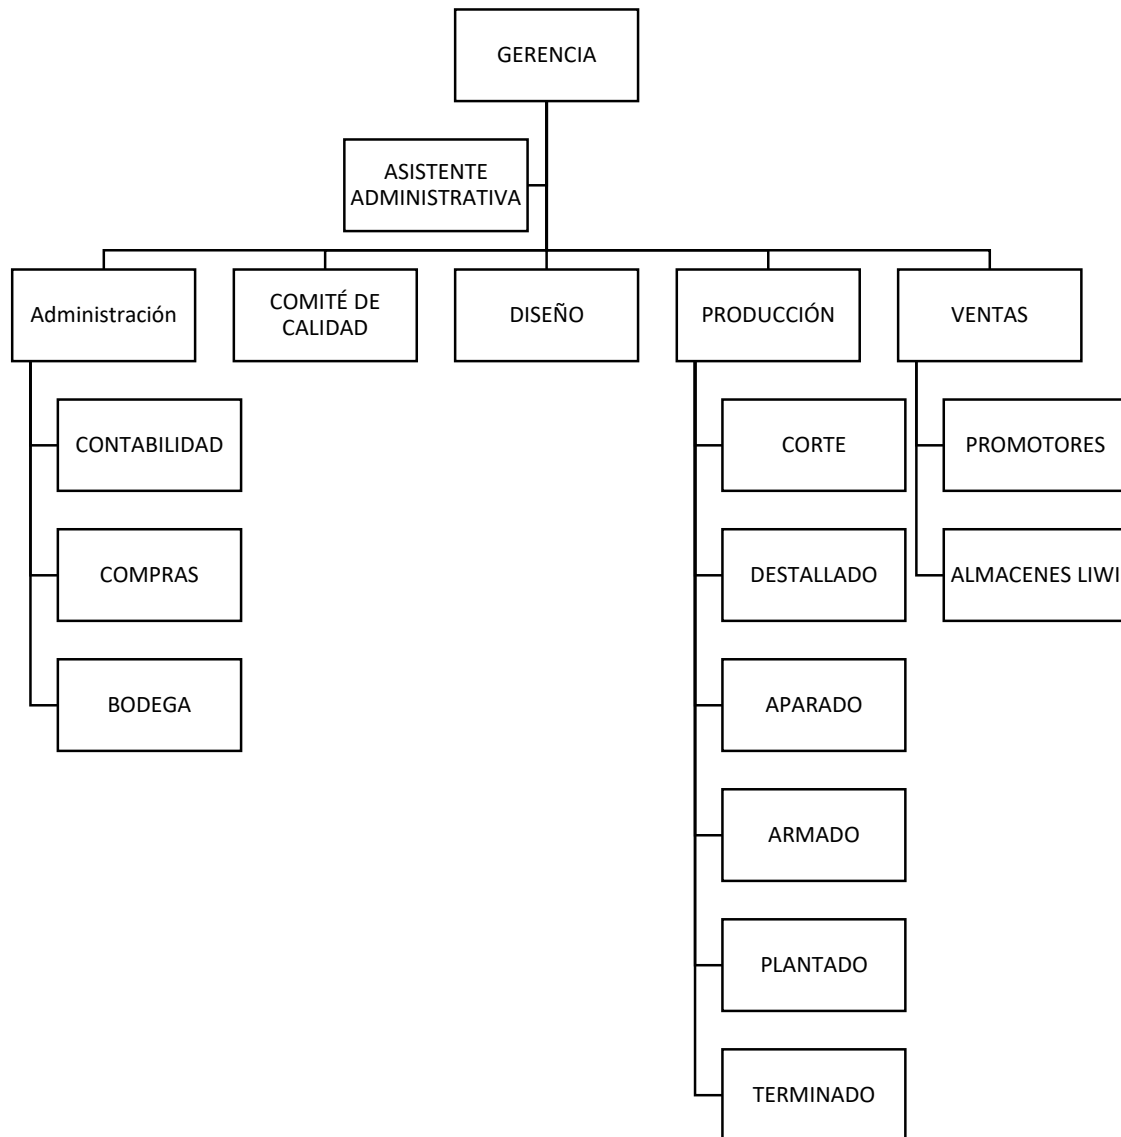 GERENCIA
ASISTENTE
ADMINISTRATIVA
Administración
COMITÉ DE
CALIDAD
DISEÑO
PRODUCCIÓN
VENTAS
CONTABILIDAD
COMPRAS
BODEGA
CORTE
DESTALLADO
APARADO
ARMADO
PLANTADO
TERMINADO
PROMOTORES
ALMACENES LIWI